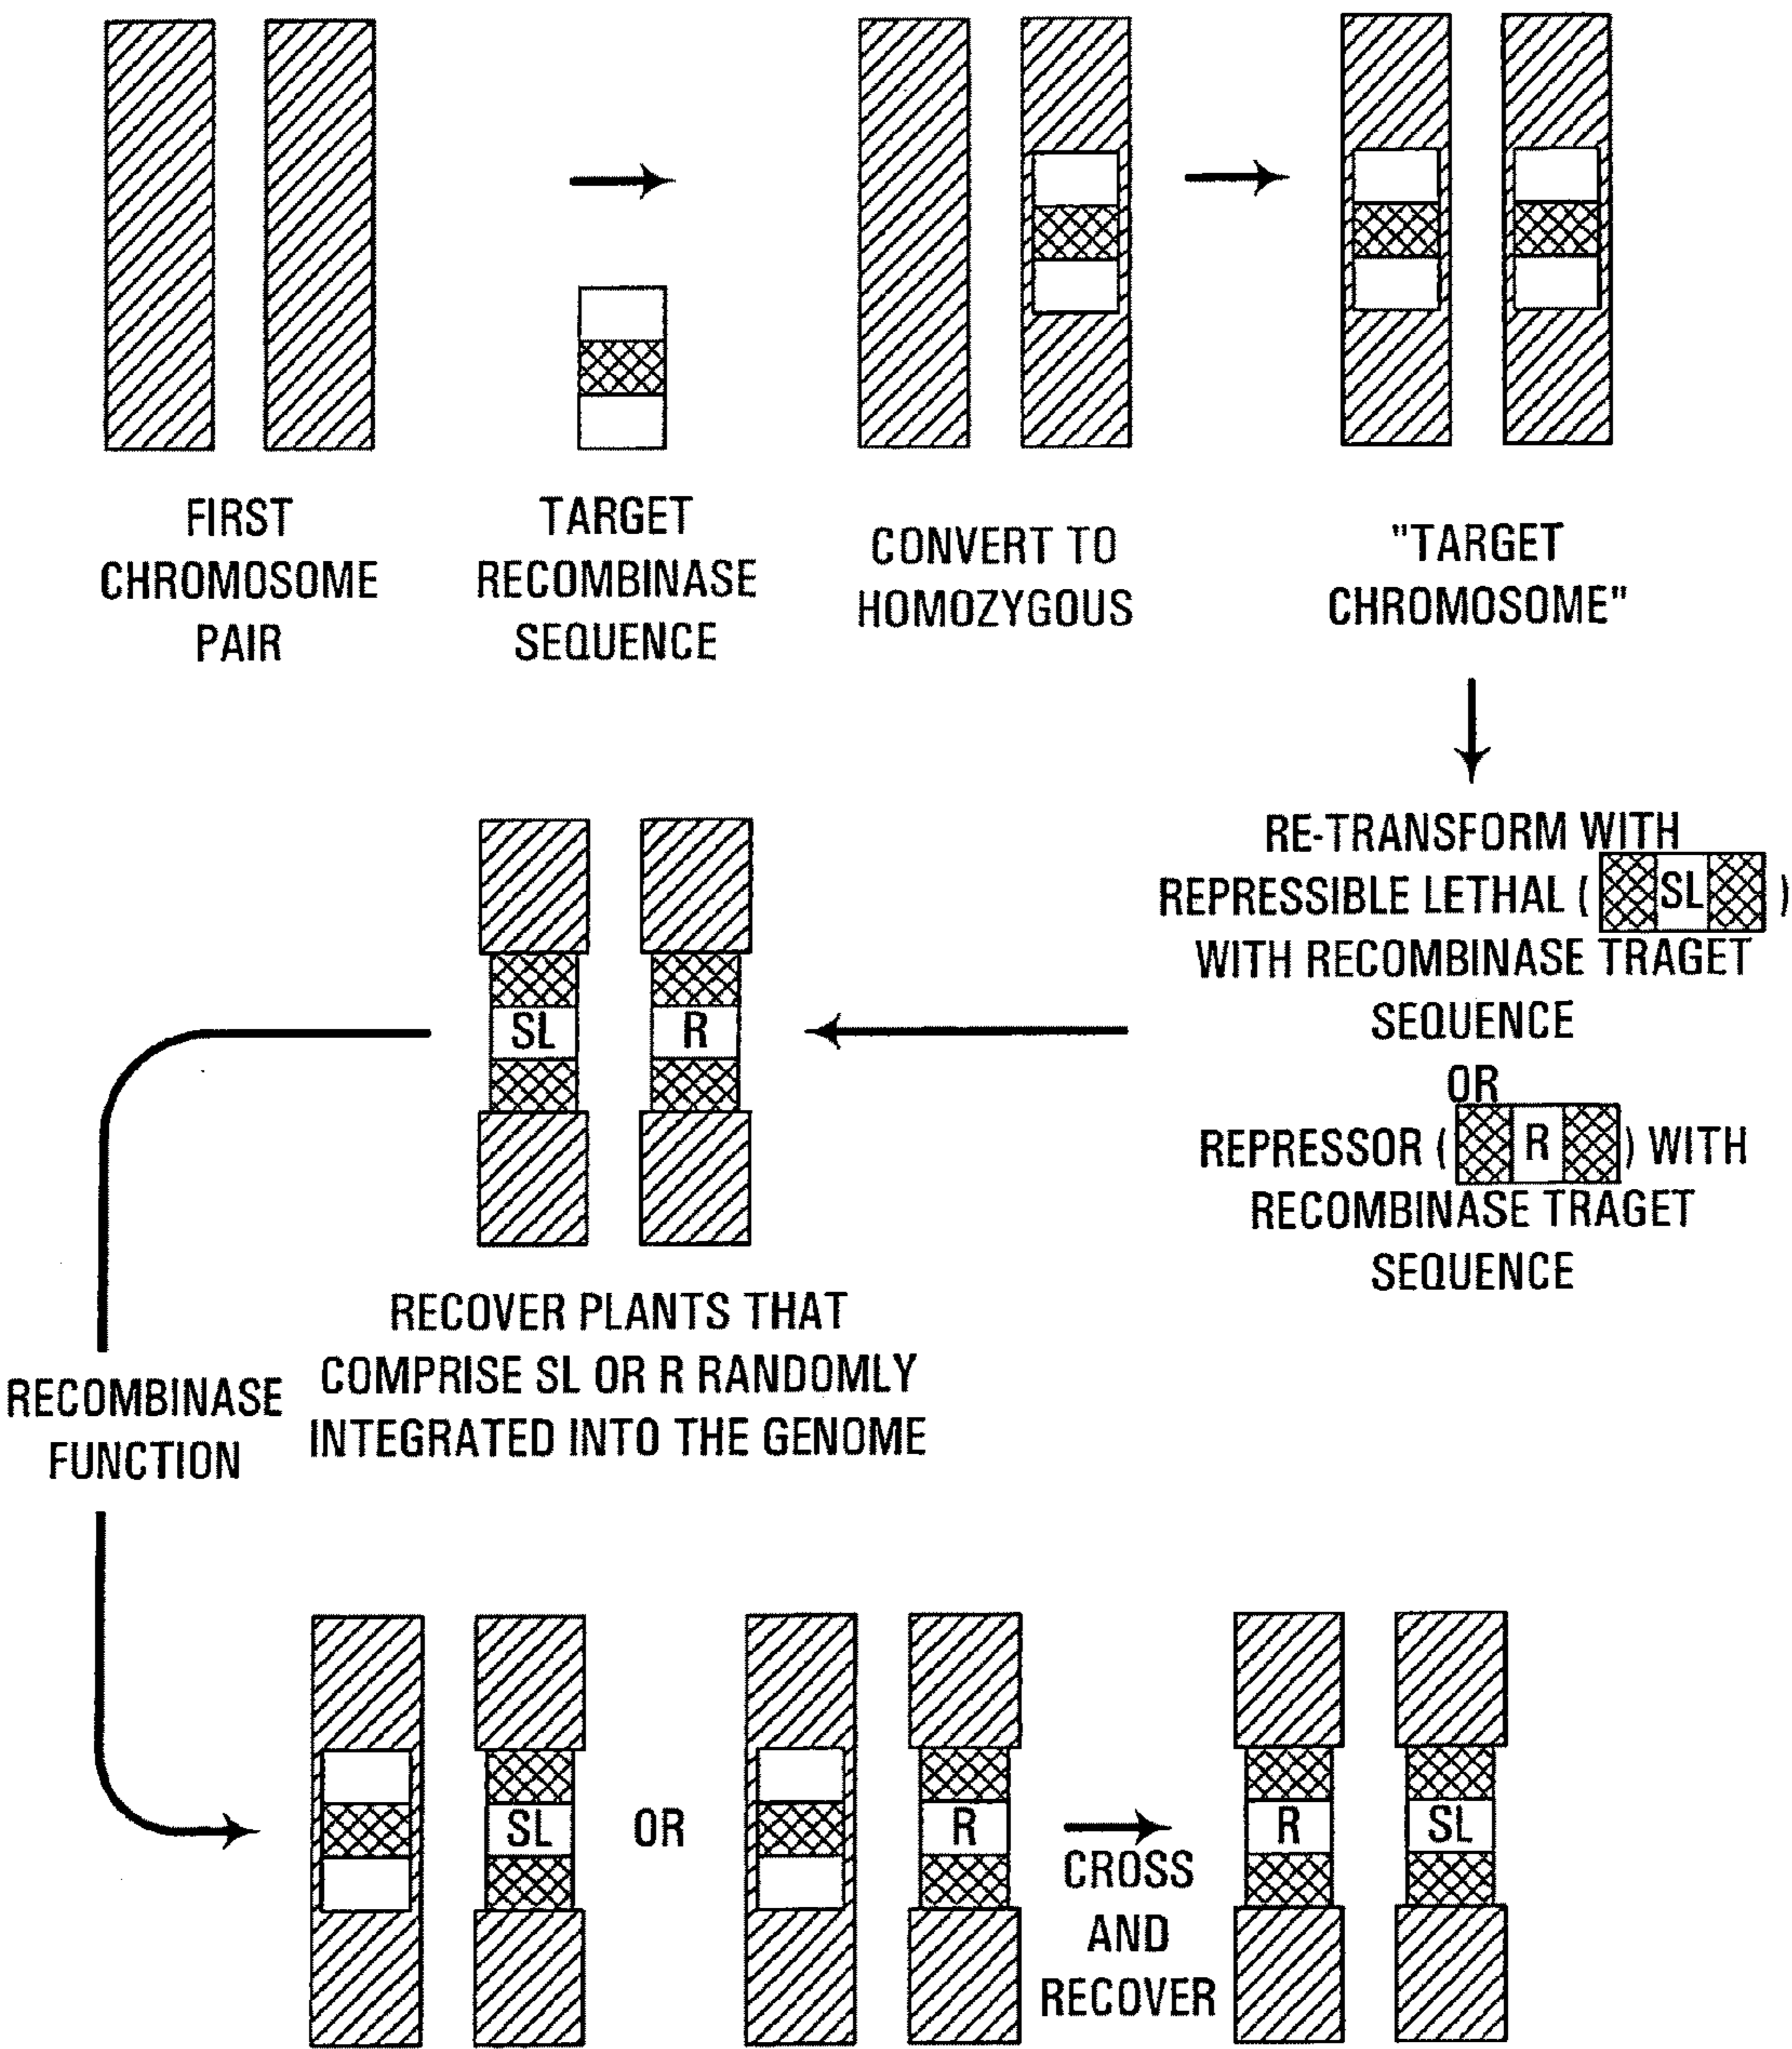 FIRST
CHROMOSOME
PAIR
TARGET
RECOMBINASE
SEQUENCE
CONVERT TO
HOMOZYGOUS
"TARGET
CHROMOSOME"
RE-TRANSFORM WITH
REPRESSIBLE LETHAL ( SL )
WITH RECOMBINASE TRAGET
SEQUENCE
OR
REPRESSOR ( R ) WITH
RECOMBINASE TRAGET
SEQUENCE
SL R
RECOVER PLANTS THAT
COMPRISE SL OR R RANDOMLY
INTEGRATED INTO THE GENOME
RECOMBINASE
FUNCTION
SL OR R
CROSS
AND
RECOVER
R SL